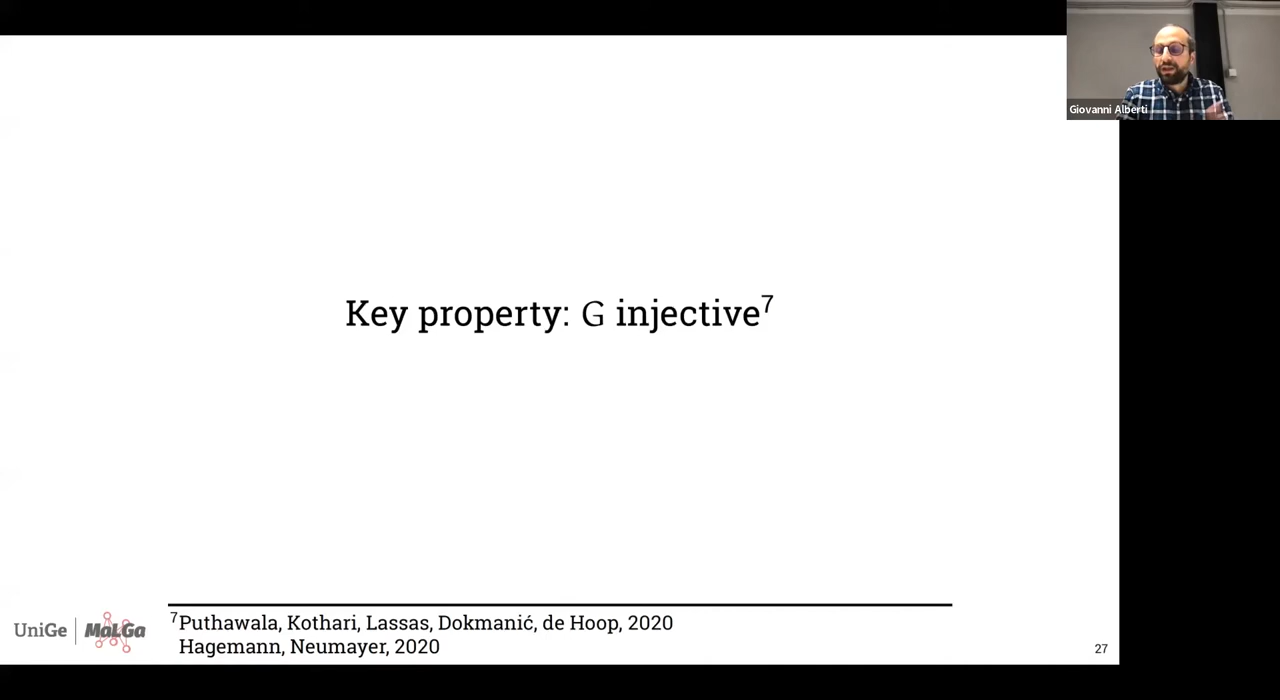 Giovanni Alberti
Key property: G injective⁷
⁷Puthawala, Kothari, Lassas, Dokmanić, de Hoop, 2020
Hagemann, Neumayer, 2020
UniGe | MaLGa
27